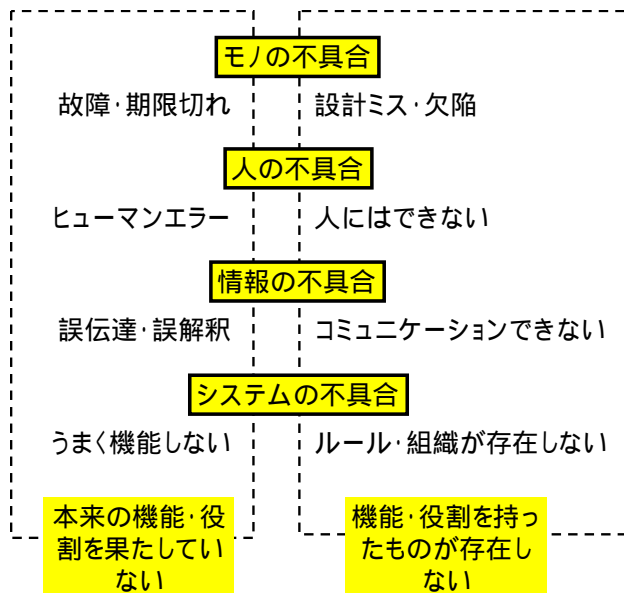 モノの不具合
故障･期限切れ
設計ミス･欠陥
人の不具合
ヒューマンエラー
人にはできない
情報の不具合
誤伝達･誤解釈
コミュニケーションできない
システムの不具合
うまく機能しない
ルール･組織が存在しない
本来の機能･役
割を果たしてい
ない
機能･役割を持っ
たものが存在し
ない